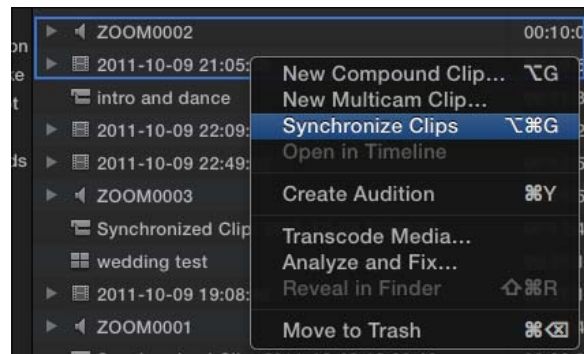 ZOOM0002 00:10:0
on
2011-10-09 21:05:
ke
New Compound Clip... ⌥G
intro and dance
t
New Multicam Clip...
2011-10-09 22:09:
Synchronize Clips ⌥⌘G
Open in Timeline
2011-10-09 22:49:
ds
ZOOM0003
Create Audition ⌘Y
Synchronized Clip
Transcode Media...
wedding test
Analyze and Fix...
2011-10-09 19:08:
Reveal in Finder ⇧⌘R
ZOOM0001
Move to Trash ⌘⌫